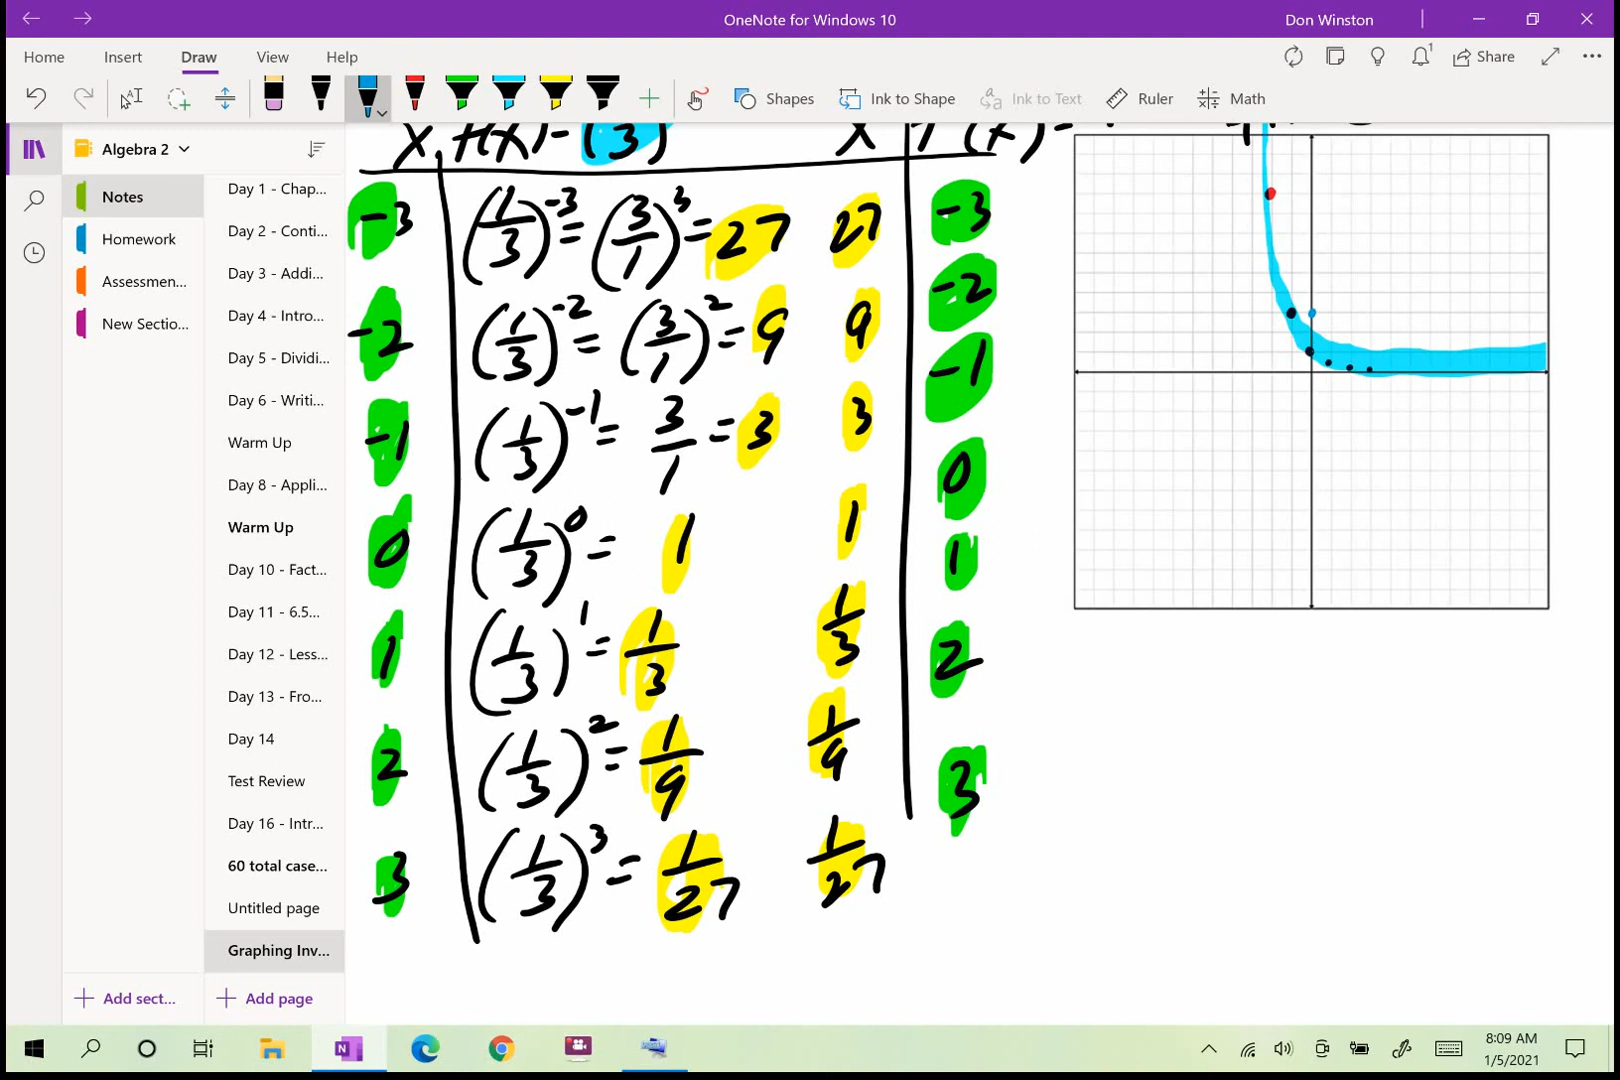 OneNote for Windows 10
Don Winston
Home Insert Draw View Help
Share
Shapes Ink to Shape Ink to Text Ruler Math
Algebra 2
Notes
Homework
Assessmen...
New Sectio...
Add sect...
Day 1 - Chap...
Day 2 - Conti...
Day 3 - Addi...
Day 4 - Intro...
Day 5 - Dividi...
Day 6 - Writi...
Warm Up
Day 8 - Appli...
Warm Up
Day 10 - Fact...
Day 11 - 6.5...
Day 12 - Less...
Day 13 - Fro...
Day 14
Test Review
Day 16 - Intr...
60 total case...
Untitled page
Graphing Inv...
Add page
-3 (1/3)^-3 = (3/1)^3 = 27 27 -3
-2 (1/3)^-2 = (3/1)^2 = 9 9 -2
-1 (1/3)^-1 = 3/1 = 3 3 -1
0 (1/3)^0 = 1 1 0
1 (1/3)^1 = 1/3 1/3 1
2 (1/3)^2 = 1/9 1/9 2
3 (1/3)^3 = 1/27 1/27 3
8:09 AM
1/5/2021